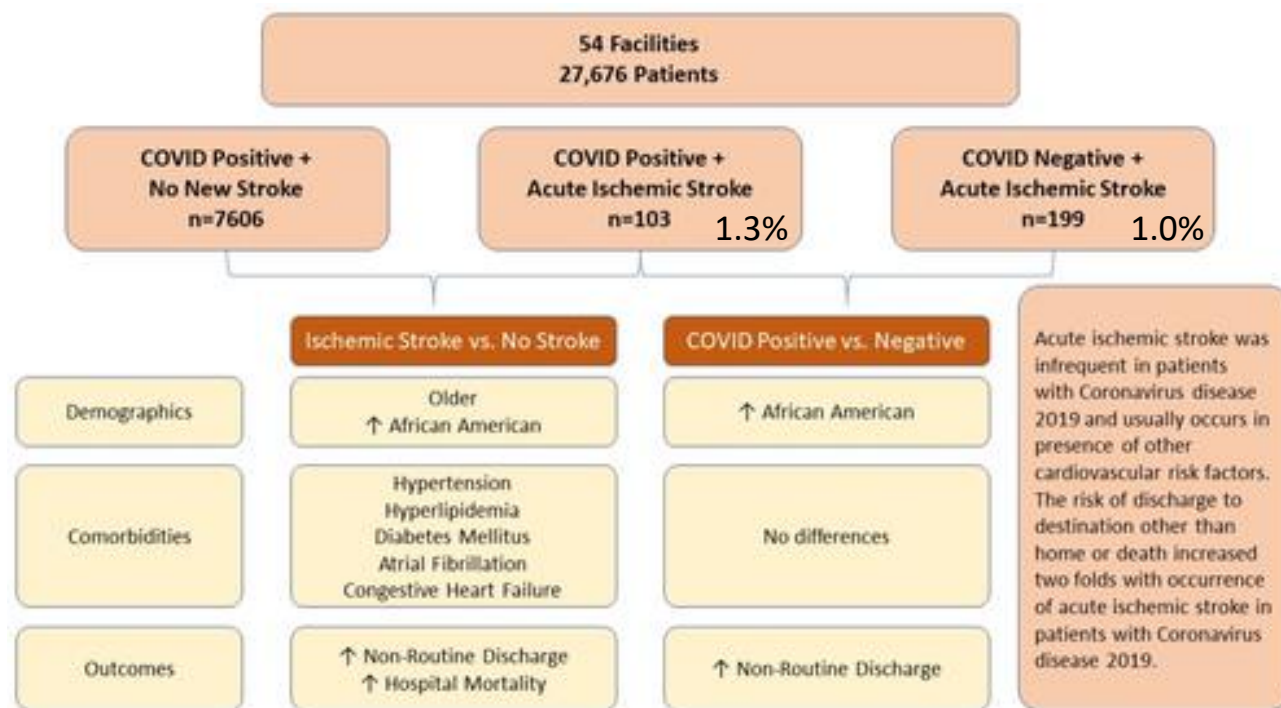 54 Facilities
27,676 Patients
COVID Positive +
No New Stroke
n=7606
COVID Positive +
Acute Ischemic Stroke
n=103
1.3%
COVID Negative +
Acute Ischemic Stroke
n=199
1.0%
Ischemic Stroke vs. No Stroke
COVID Positive vs. Negative
Demographics
Older
↑ African American
↑ African American
Comorbidities
Hypertension
Hyperlipidemia
Diabetes Mellitus
Atrial Fibrillation
Congestive Heart Failure
No differences
Outcomes
↑ Non-Routine Discharge
↑ Hospital Mortality
↑ Non-Routine Discharge
Acute ischemic stroke was
infrequent in patients
with Coronavirus disease
2019 and usually occurs in
presence of other
cardiovascular risk factors.
The risk of discharge to
destination other than
home or death increased
two folds with occurrence
of acute ischemic stroke in
patients with Coronavirus
disease 2019.